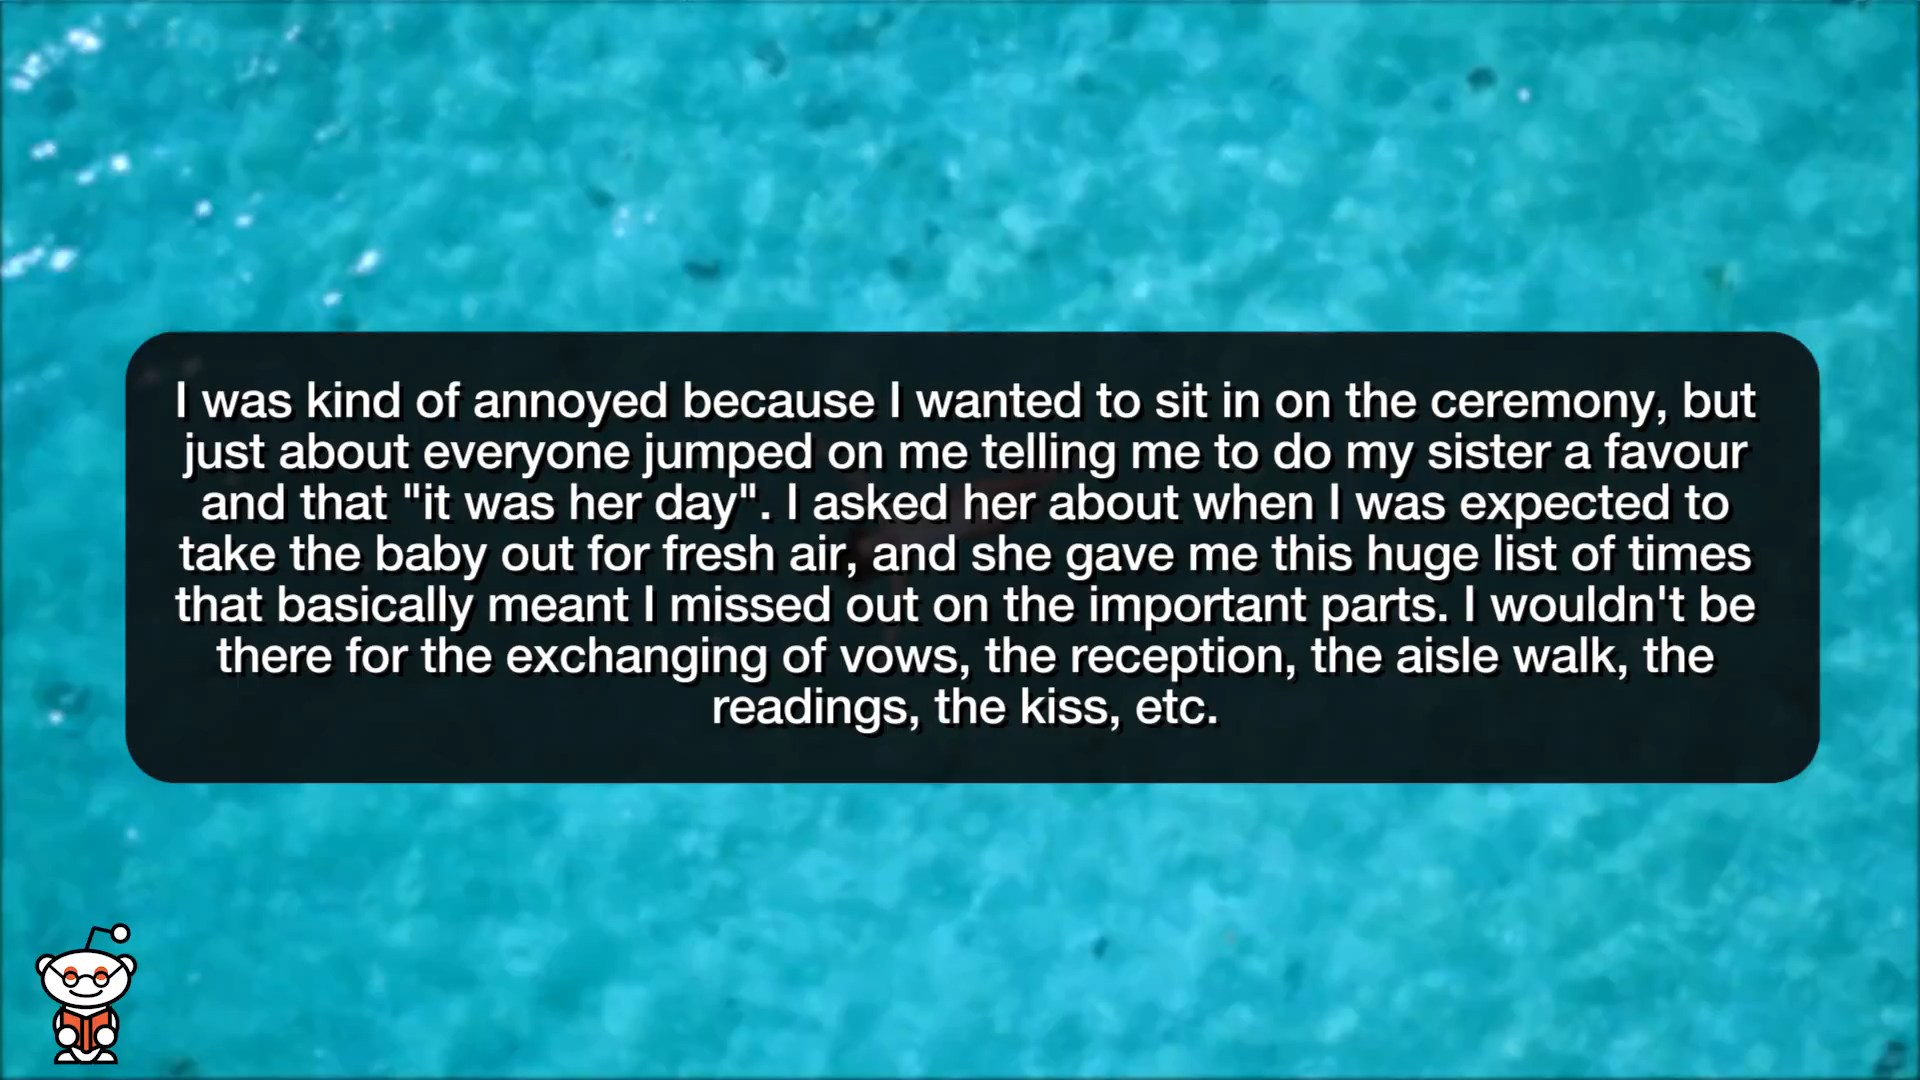 I was kind of annoyed because I wanted to sit in on the ceremony, but
just about everyone jumped on me telling me to do my sister a favour
and that "it was her day". I asked her about when I was expected to
take the baby out for fresh air, and she gave me this huge list of times
that basically meant I missed out on the important parts. I wouldn't be
there for the exchanging of vows, the reception, the aisle walk, the
readings, the kiss, etc.